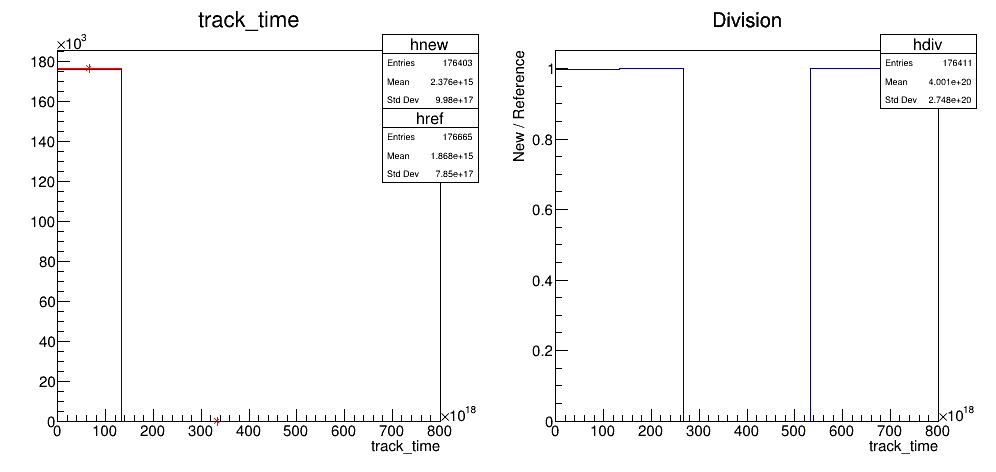 track_time
×10³
180
160
140
120
100
80
60
40
20
0
0 100 200 300 400 500 600 700 800
×10¹⁸
track_time
hnew
Entries 176403
Mean 2.376e+15
Std Dev 9.98e+17
href
Entries 176665
Mean 1.868e+15
Std Dev 7.85e+17
Division
New / Reference
1
0.8
0.6
0.4
0.2
0
0 100 200 300 400 500 600 700 800
×10¹⁸
track_time
hdiv
Entries 176411
Mean 4.001e+20
Std Dev 2.748e+20